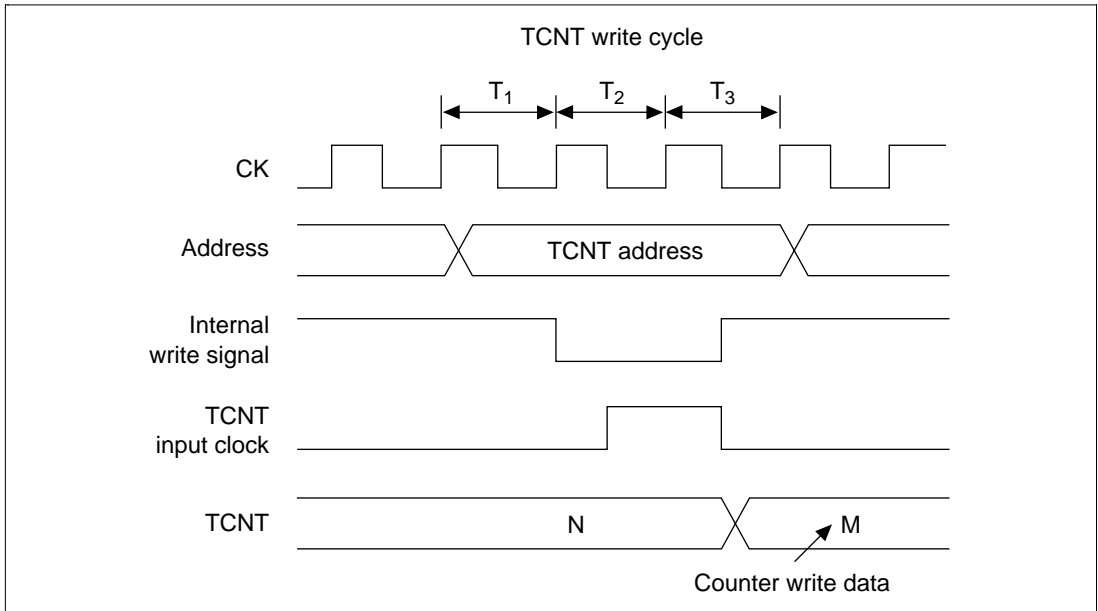 TCNT write cycle
T1 T2 T3
CK
Address
TCNT address
Internal
write signal
TCNT
input clock
TCNT
N
M
Counter write data